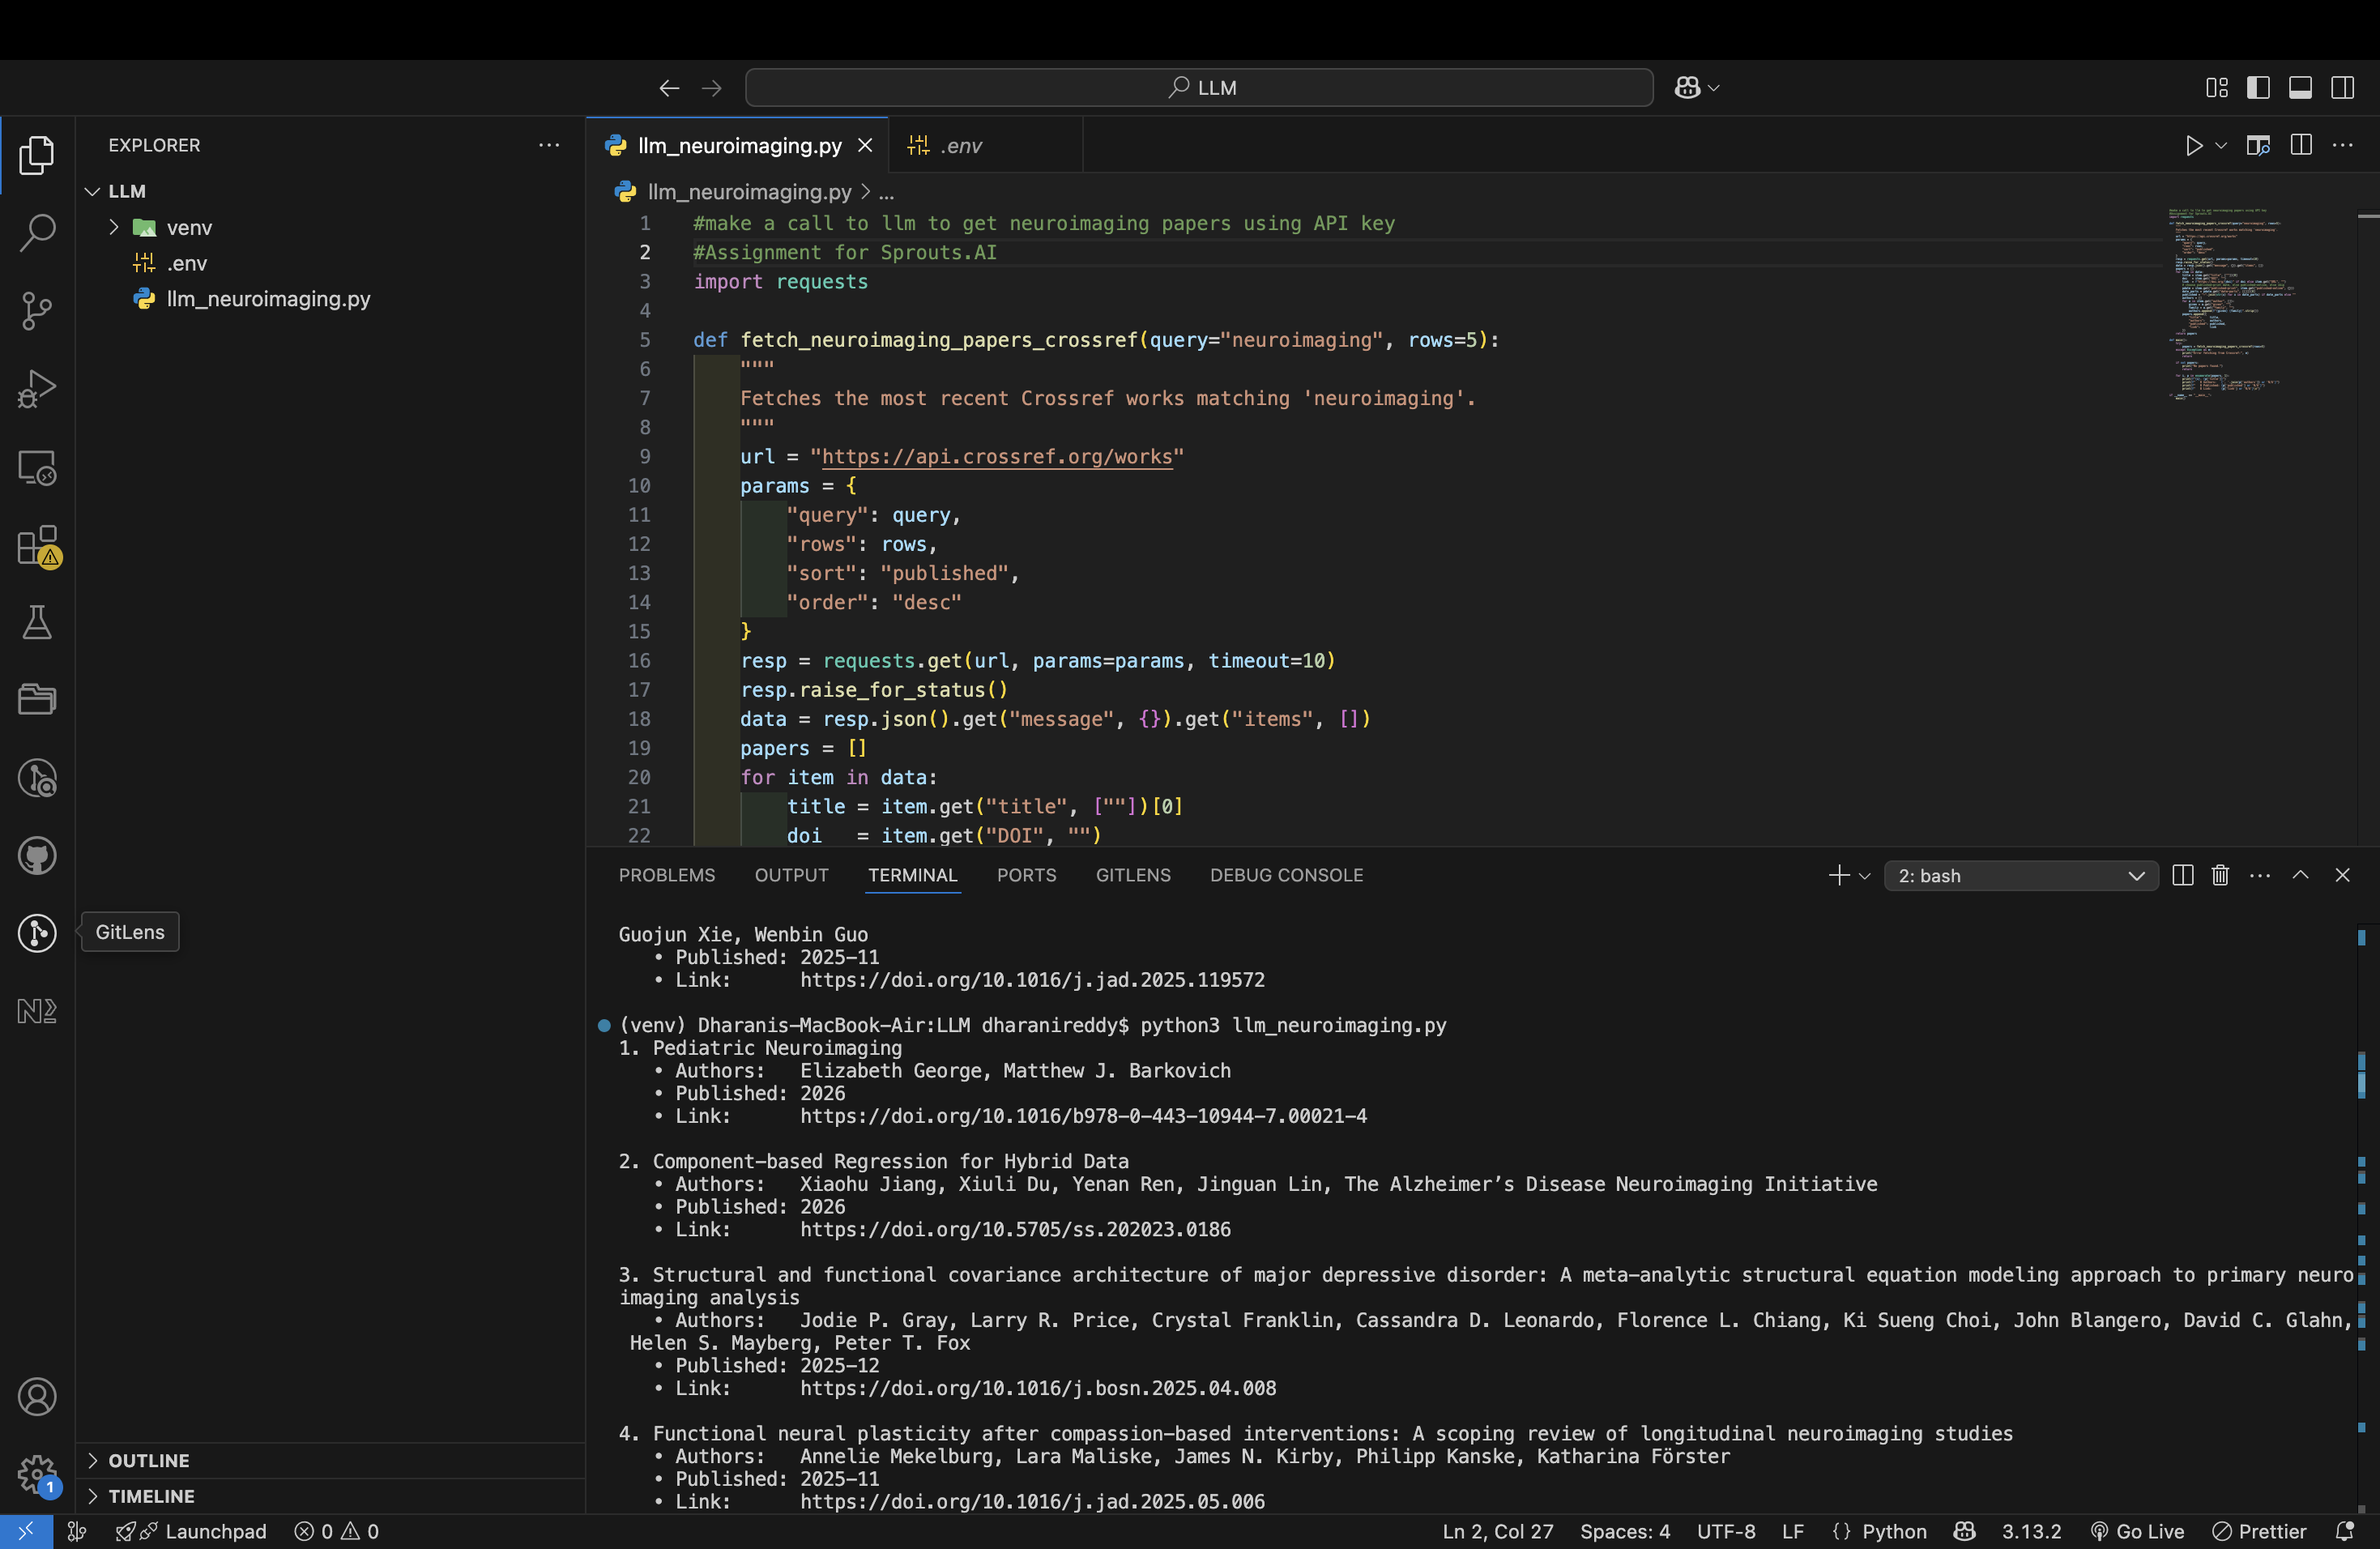 LLM
EXPLORER
LLM
venv
.env
llm_neuroimaging.py
llm_neuroimaging.py
.env
llm_neuroimaging.py > ...
1 #make a call to llm to get neuroimaging papers using API key
2 #Assignment for Sprouts.AI
3 import requests
4
5 def fetch_neuroimaging_papers_crossref(query="neuroimaging", rows=5):
6 """
7 Fetches the most recent Crossref works matching 'neuroimaging'.
8 """
9 url = "https://api.crossref.org/works"
10 params = {
11 "query": query,
12 "rows": rows,
13 "sort": "published",
14 "order": "desc"
15 }
16 resp = requests.get(url, params=params, timeout=10)
17 resp.raise_for_status()
18 data = resp.json().get("message", {}).get("items", [])
19 papers = []
20 for item in data:
21 title = item.get("title", [""])[0]
22 doi   = item.get("DOI", "")
PROBLEMS OUTPUT TERMINAL PORTS GITLENS DEBUG CONSOLE
2: bash
Guojun Xie, Wenbin Guo
• Published: 2025-11
• Link: https://doi.org/10.1016/j.jad.2025.119572
(venv) Dharanis-MacBook-Air:LLM dharanireddy$ python3 llm_neuroimaging.py
1. Pediatric Neuroimaging
• Authors: Elizabeth George, Matthew J. Barkovich
• Published: 2026
• Link: https://doi.org/10.1016/b978-0-443-10944-7.00021-4
2. Component-based Regression for Hybrid Data
• Authors: Xiaohu Jiang, Xiuli Du, Yenan Ren, Jinguan Lin, The Alzheimer’s Disease Neuroimaging Initiative
• Published: 2026
• Link: https://doi.org/10.5705/ss.202023.0186
3. Structural and functional covariance architecture of major depressive disorder: A meta-analytic structural equation modeling approach to primary neuro
imaging analysis
• Authors: Jodie P. Gray, Larry R. Price, Crystal Franklin, Cassandra D. Leonardo, Florence L. Chiang, Ki Sueng Choi, John Blangero, David C. Glahn,
Helen S. Mayberg, Peter T. Fox
• Published: 2025-12
• Link: https://doi.org/10.1016/j.bosn.2025.04.008
4. Functional neural plasticity after compassion-based interventions: A scoping review of longitudinal neuroimaging studies
• Authors: Annelie Mekelburg, Lara Maliske, James N. Kirby, Philipp Kanske, Katharina Förster
• Published: 2025-11
• Link: https://doi.org/10.1016/j.jad.2025.05.006
GitLens
OUTLINE
TIMELINE
1
Launchpad 0 0
Ln 2, Col 27 Spaces: 4 UTF-8 LF {} Python 3.13.2 Go Live Prettier